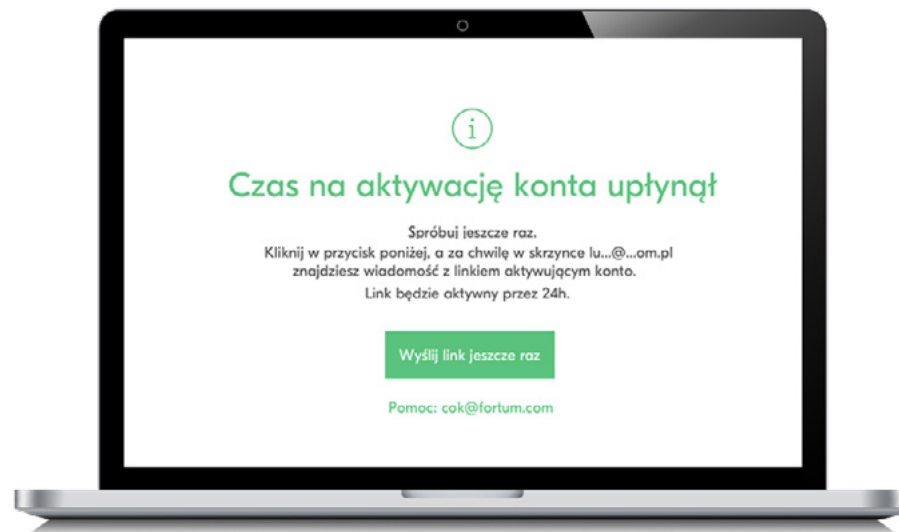 Czas na aktywację konta upłynął
Spróbuj jeszcze raz.
Kliknij w przycisk poniżej, a za chwilę w skrzynce lu...@...om.pl
znajdziesz wiadomość z linkiem aktywującym konto.
Link będzie aktywny przez 24h.
Wyślij link jeszcze raz
Pomoc: cok@fortum.com